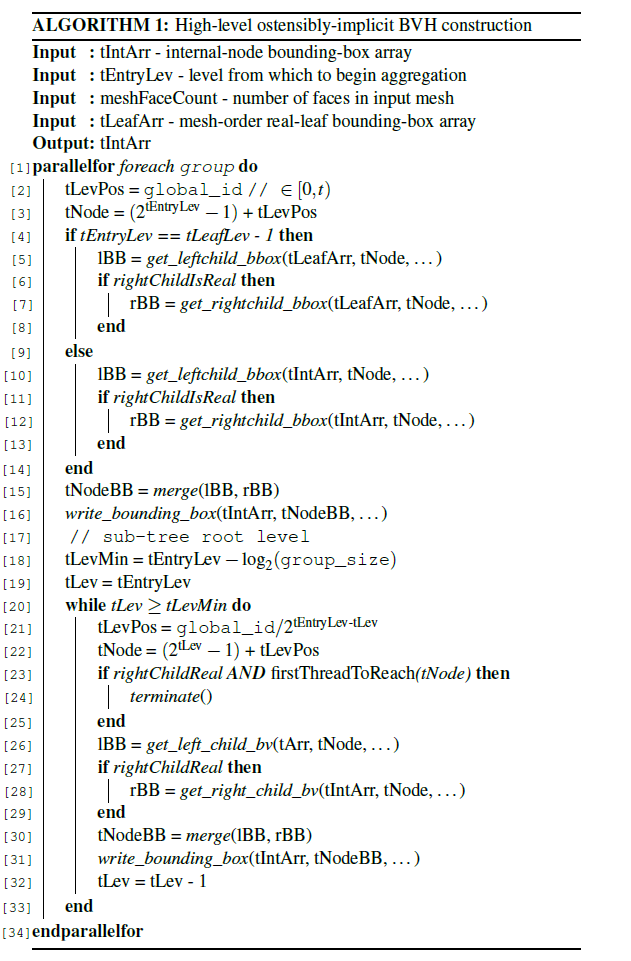 ALGORITHM 1: High-level ostensibly-implicit BVH construction
Input : tIntArr - internal-node bounding-box array
Input : tEntryLev - level from which to begin aggregation
Input : meshFaceCount - number of faces in input mesh
Input : tLeafArr - mesh-order real-leaf bounding-box array
Output: tIntArr
[1] parallelfor foreach group do
[2] tLevPos = global_id // ∈ [0,t)
[3] tNode = (2^tEntryLev − 1) + tLevPos
[4] if tEntryLev == tLeafLev - 1 then
[5] lBB = get_leftchild_bbox(tLeafArr, tNode, ...)
[6] if rightChildIsReal then
[7] rBB = get_rightchild_bbox(tLeafArr, tNode, ...)
[8] end
[9] else
[10] lBB = get_leftchild_bbox(tIntArr, tNode, ...)
[11] if rightChildIsReal then
[12] rBB = get_rightchild_bbox(tIntArr, tNode, ...)
[13] end
[14] end
[15] tNodeBB = merge(lBB, rBB)
[16] write_bounding_box(tIntArr, tNodeBB, ...)
[17] // sub-tree root level
[18] tLevMin = tEntryLev − log₂(group_size)
[19] tLev = tEntryLev
[20] while tLev ≥ tLevMin do
[21] tLevPos = global_id/2^tEntryLev-tLev
[22] tNode = (2^tLev − 1) + tLevPos
[23] if rightChildReal AND firstThreadToReach(tNode) then
[24] terminate()
[25] end
[26] lBB = get_left_child_bv(tArr, tNode, ...)
[27] if rightChildReal then
[28] rBB = get_right_child_bv(tIntArr, tNode, ...)
[29] end
[30] tNodeBB = merge(lBB, rBB)
[31] write_bounding_box(tIntArr, tNodeBB, ...)
[32] tLev = tLev - 1
[33] end
[34] endparallelfor